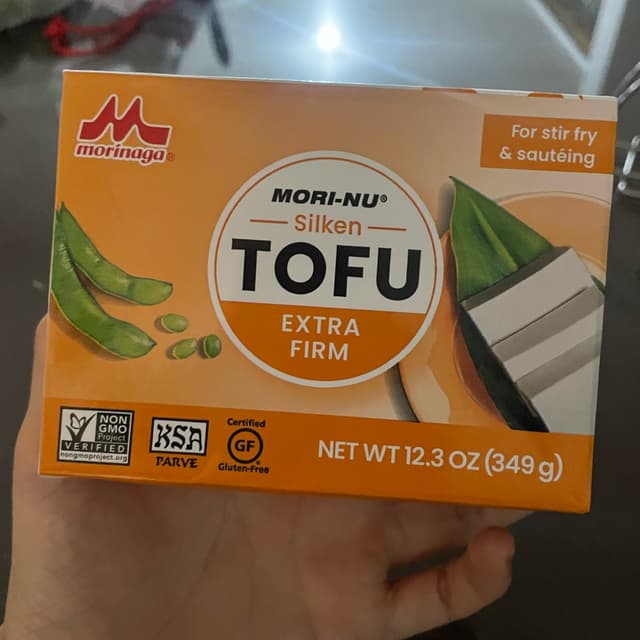 morinaga®
For stir fry
& sautéing
MORI-NU®
Silken
TOFU
EXTRA
FIRM
NON
GMO
Project
VERIFIED
nongmoproject.org
KSA
PARVE
Certified
GF
Gluten-Free
NET WT 12.3 OZ (349 g)